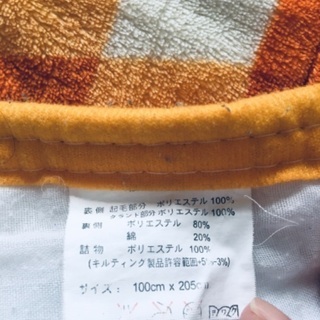 表側 起毛部分 ポリエステル 100%
グランド部分 ポリエステル 100%
裏側 ポリエステル 80%
綿 20%
詰物 ポリエステル 100%
(キルティング製品許容範囲+5 -3%)
サイズ: 100cm x 205c